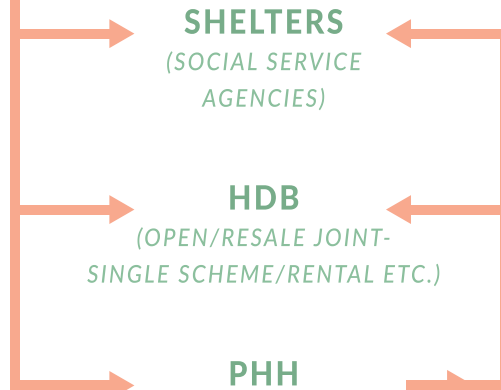 SHELTERS
(SOCIAL SERVICE
AGENCIES)
HDB
(OPEN/RESALE JOINT-
SINGLE SCHEME/RENTAL ETC.)
PHH